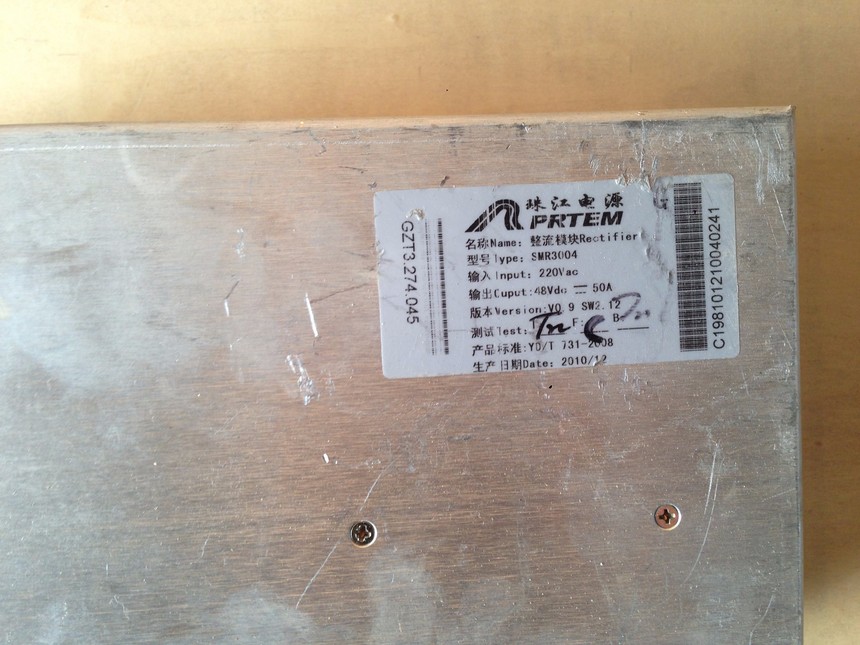 珠江电源
PRTEM
名称Name: 整流模块Rectifier
型号Type: SMR3004
输入Input: 220Vac
输出Ouput:48Vdc ⎓ 50A
版本Version:V0.9 SW2.12
测试Test: F: B:
产品标准:YD/T 731-2008
生产日期Date: 2010/12
GZT3.274.045
C198101210040241